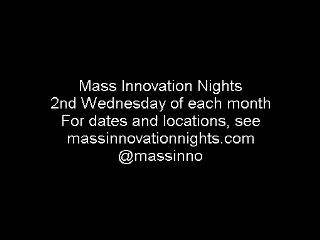 Mass Innovation Nights
2nd Wednesday of each month
For dates and locations, see
massinnovationnights.com
@massinno